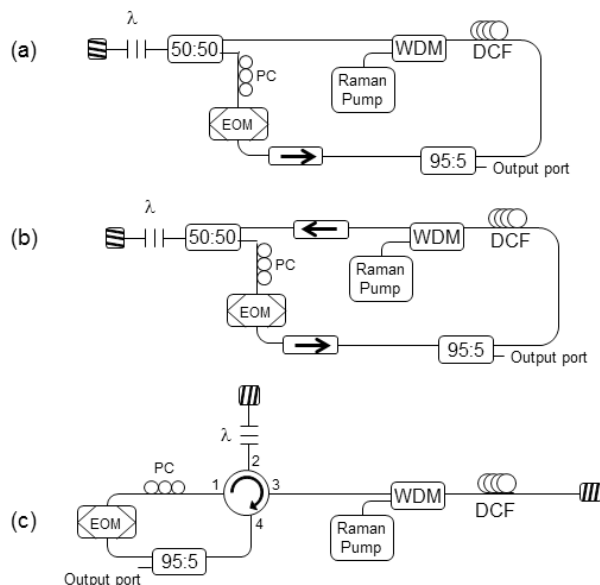 (a)
λ
50:50
PC
EOM
Raman
Pump
WDM
DCF
95:5
Output port
(b)
λ
50:50
PC
EOM
Raman
Pump
WDM
DCF
95:5
Output port
(c)
λ
PC
1
2
3
4
EOM
95:5
Output port
Raman
Pump
WDM
DCF